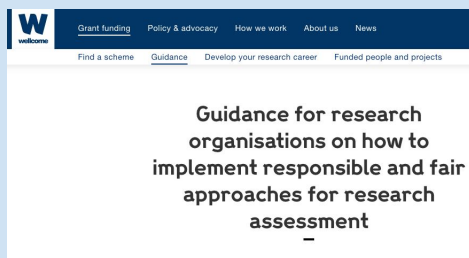 W
wellcome
Grant funding Policy & advocacy How we work About us News
Find a scheme Guidance Develop your research career Funded people and projects
Guidance for research
organisations on how to
implement responsible and fair
approaches for research
assessment